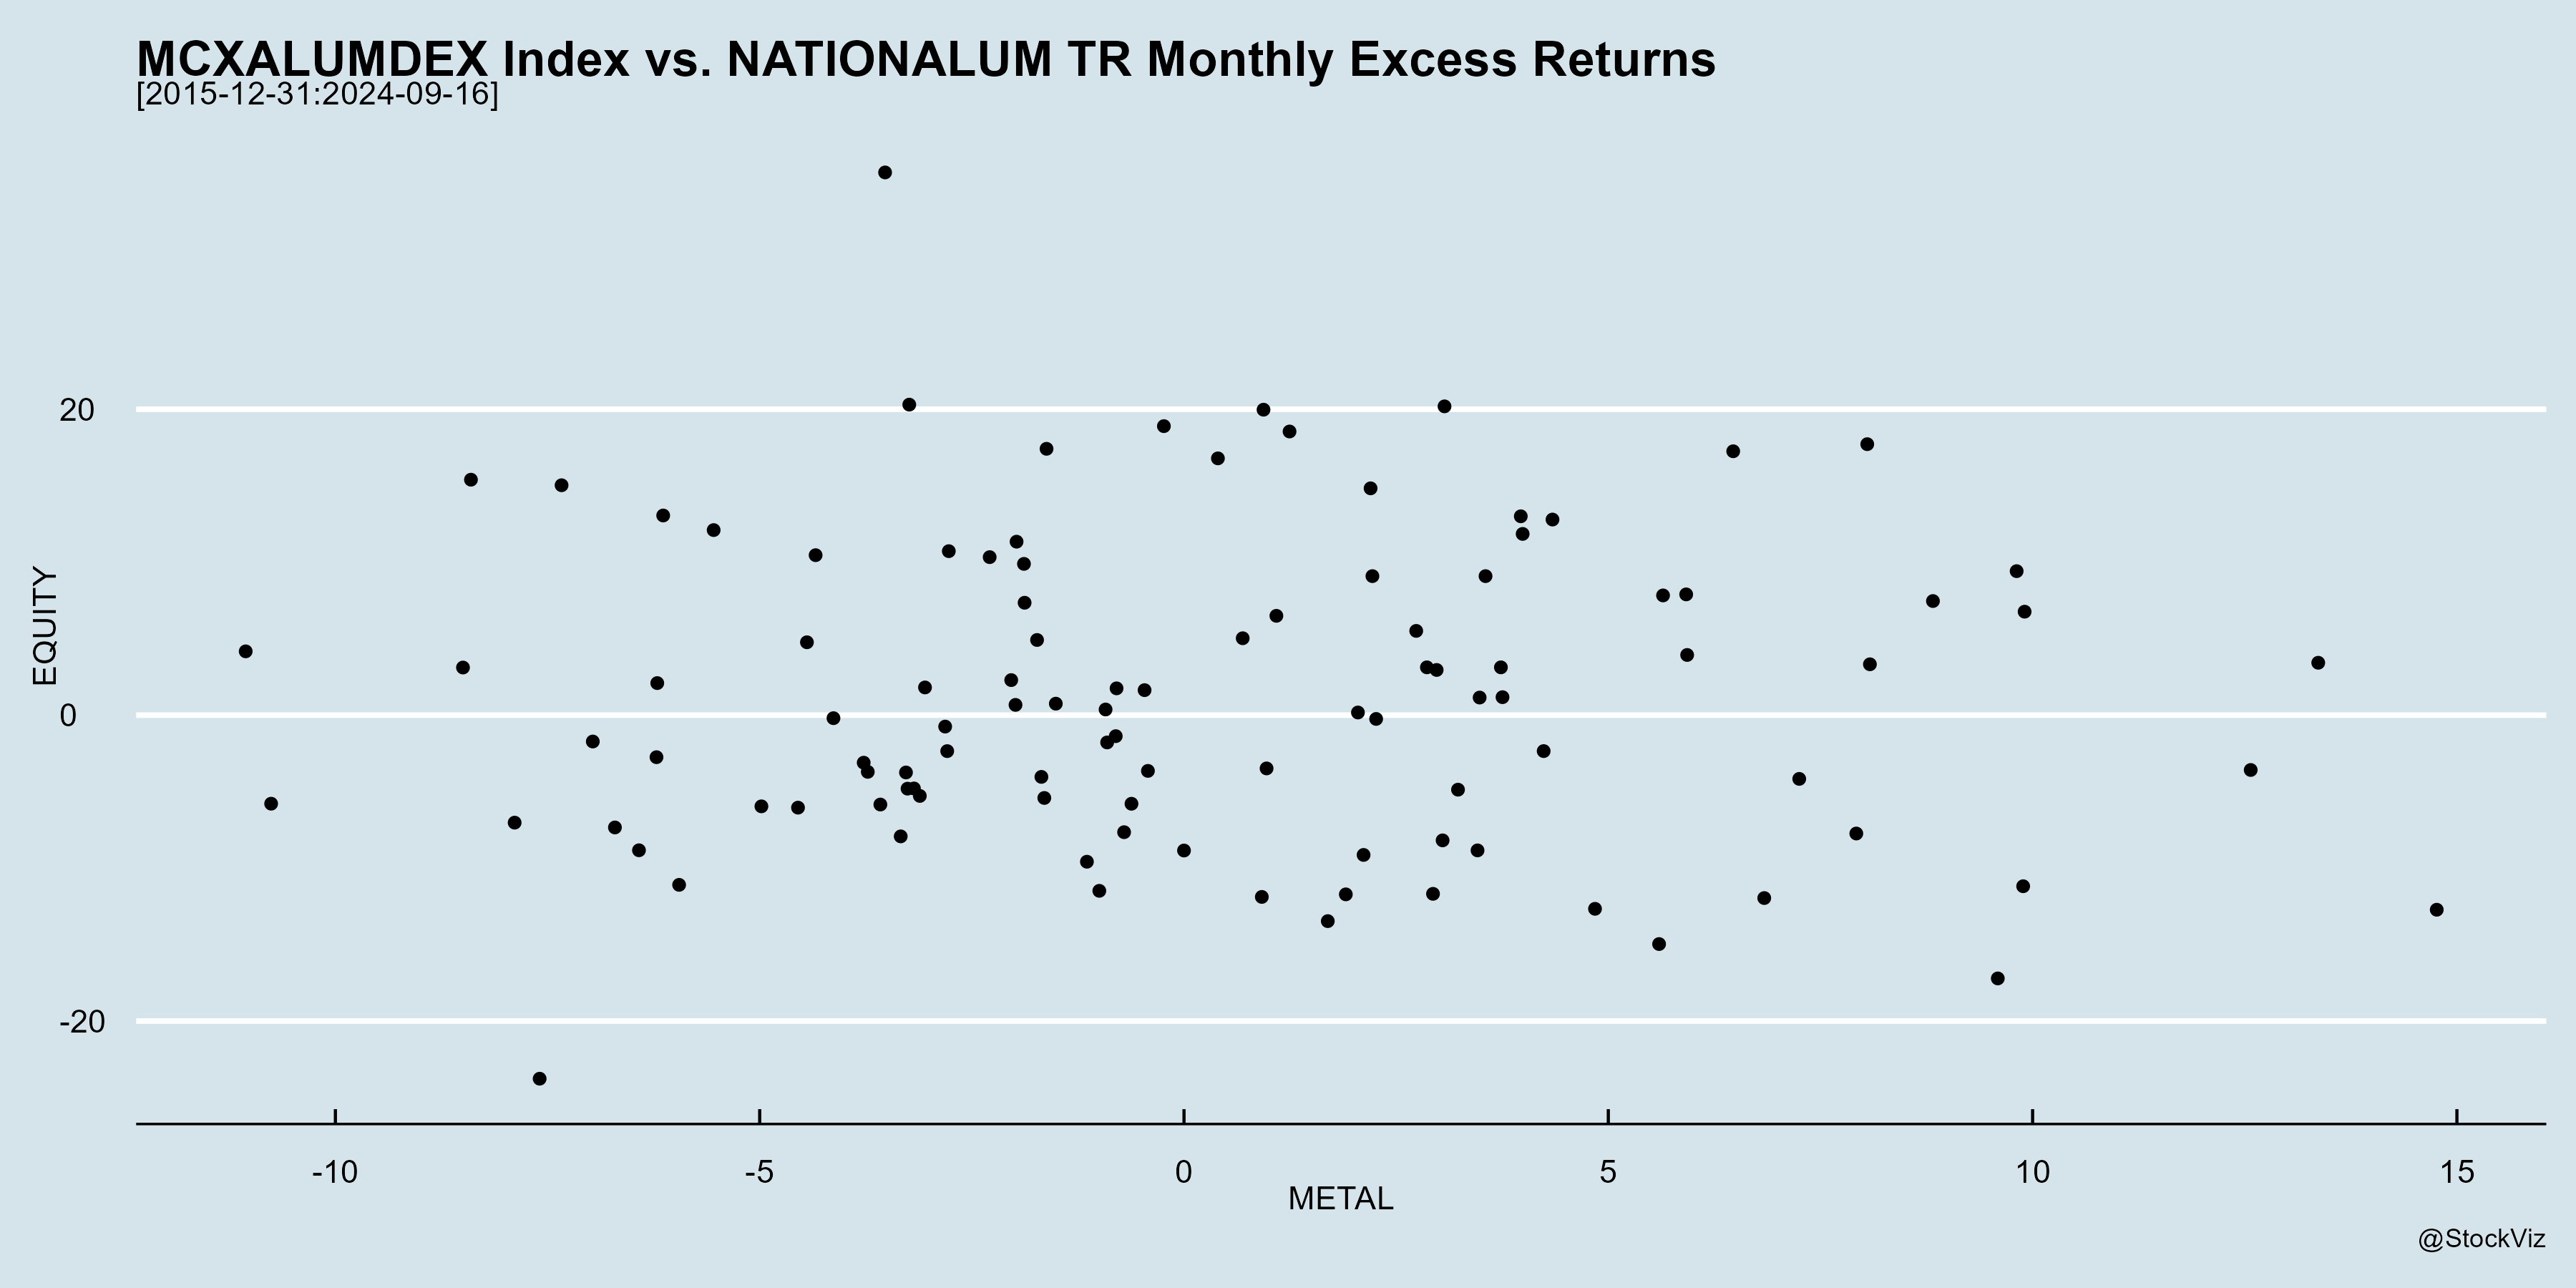 MCXALUMDEX Index vs. NATIONALUM TR Monthly Excess Returns
[2015-12-31:2024-09-16]
20
0
-20
EQUITY
-10 -5 0 5 10 15
METAL
@StockViz